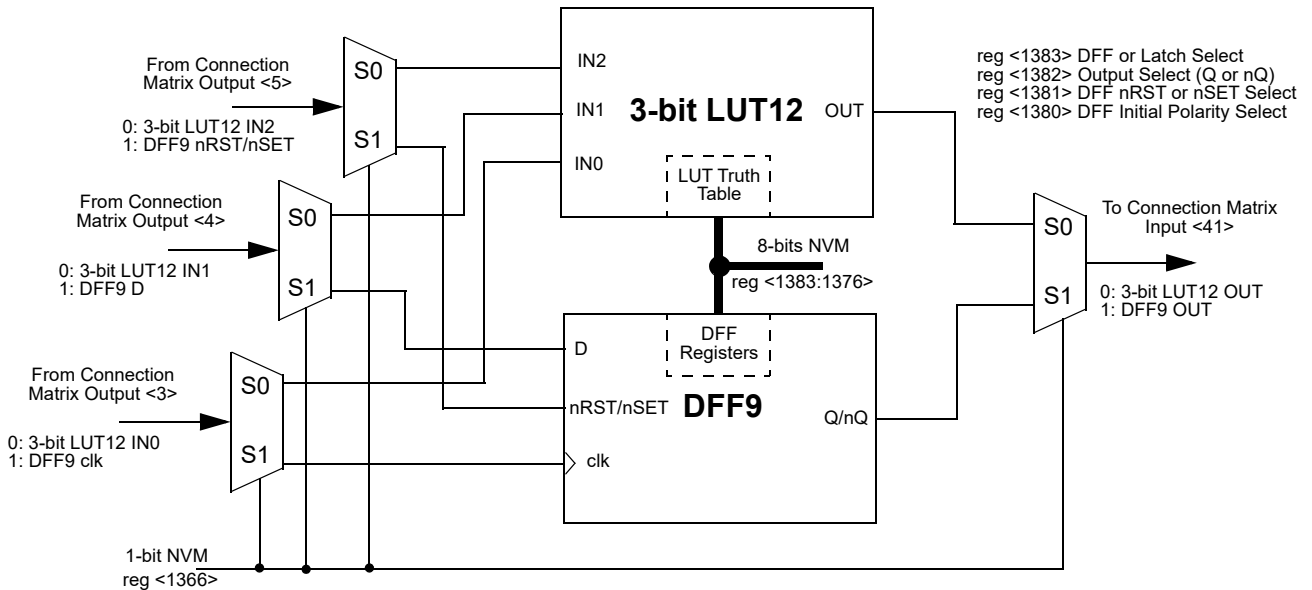 From Connection
Matrix Output <5>
0: 3-bit LUT12 IN2
1: DFF9 nRST/nSET
S0
S1
From Connection
Matrix Output <4>
0: 3-bit LUT12 IN1
1: DFF9 D
S0
S1
From Connection
Matrix Output <3>
0: 3-bit LUT12 IN0
1: DFF9 clk
S0
S1
1-bit NVM
reg <1366>
IN2
IN1
IN0
3-bit LUT12
OUT
LUT Truth
Table
8-bits NVM
reg <1383:1376>
DFF
Registers
D
nRST/nSET
clk
DFF9
Q/nQ
reg <1383> DFF or Latch Select
reg <1382> Output Select (Q or nQ)
reg <1381> DFF nRST or nSET Select
reg <1380> DFF Initial Polarity Select
S0
S1
To Connection Matrix
Input <41>
0: 3-bit LUT12 OUT
1: DFF9 OUT